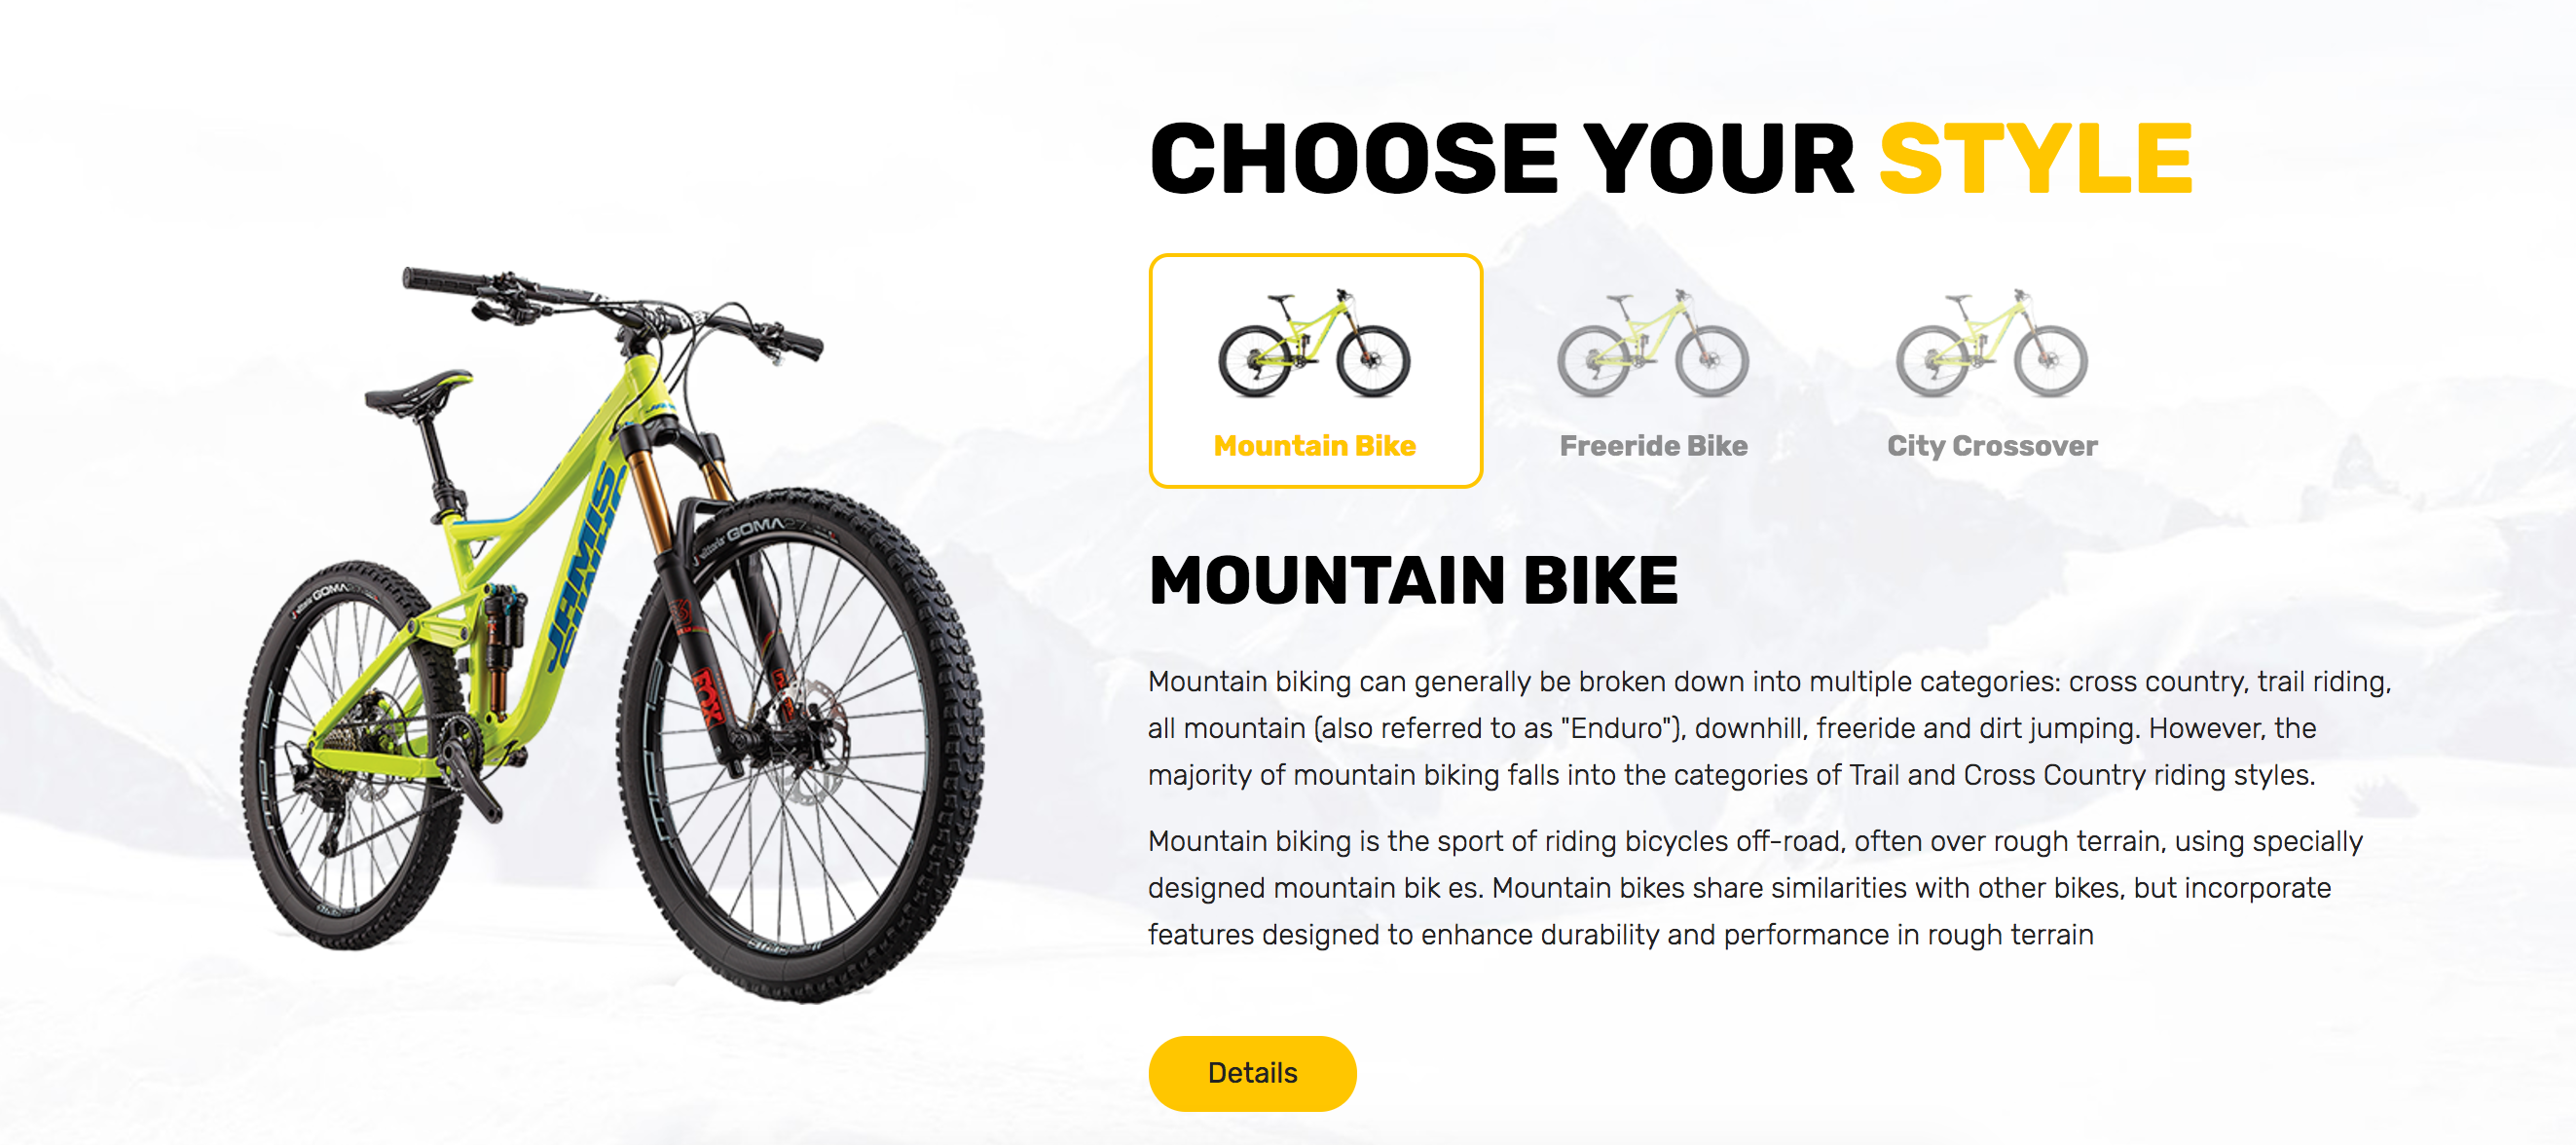 CHOOSE YOUR STYLE
Mountain Bike
Freeride Bike
City Crossover
MOUNTAIN BIKE
Mountain biking can generally be broken down into multiple categories: cross country, trail riding,
all mountain (also referred to as "Enduro"), downhill, freeride and dirt jumping. However, the
majority of mountain biking falls into the categories of Trail and Cross Country riding styles.
Mountain biking is the sport of riding bicycles off-road, often over rough terrain, using specially
designed mountain bik es. Mountain bikes share similarities with other bikes, but incorporate
features designed to enhance durability and performance in rough terrain
Details
JAMIS
GOMA
GOMA
FOX